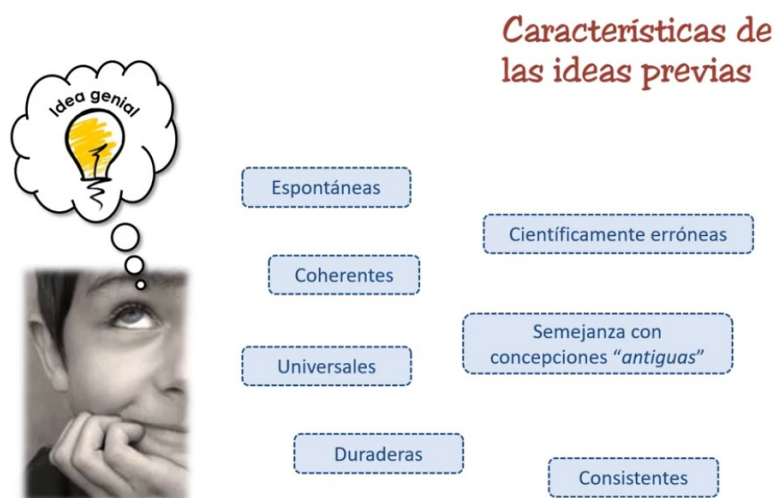 Características de
las ideas previas
Idea genial
Espontáneas
Científicamente erróneas
Coherentes
Semejanza con
concepciones “antiguas”
Universales
Duraderas
Consistentes